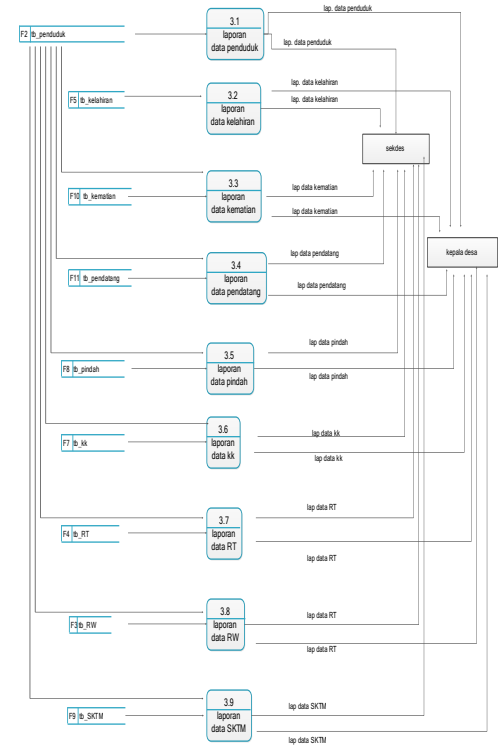 lap. data penduduk
3.1
F2 tb_penduduk
laporan
data penduduk
lap. data penduduk
3.2
lap. data kelahiran
F5 tb_kelahiran
laporan
data kelahiran
lap. data kelahiran
sekdes
3.3
F10 tb_kematian
laporan
data kematian
lap data kematian
lap data kematian
kepala desa
3.4
F11 tb_pendatang
laporan
data pendatang
lap data pendatang
lap data pendatang
3.5
F8 tb_pindah
laporan
data pindah
lap data pindah
lap data pindah
3.6
F7 tb_kk
laporan
data kk
lap data kk
lap data kk
3.7
F4 tb_RT
laporan
data RT
lap data RT
lap data RT
3.8
F3 tb_RW
laporan
data RW
lap data RT
lap data RT
3.9
F9 tb_SKTM
laporan
data SKTM
lap data SKTM
lap data SKTM